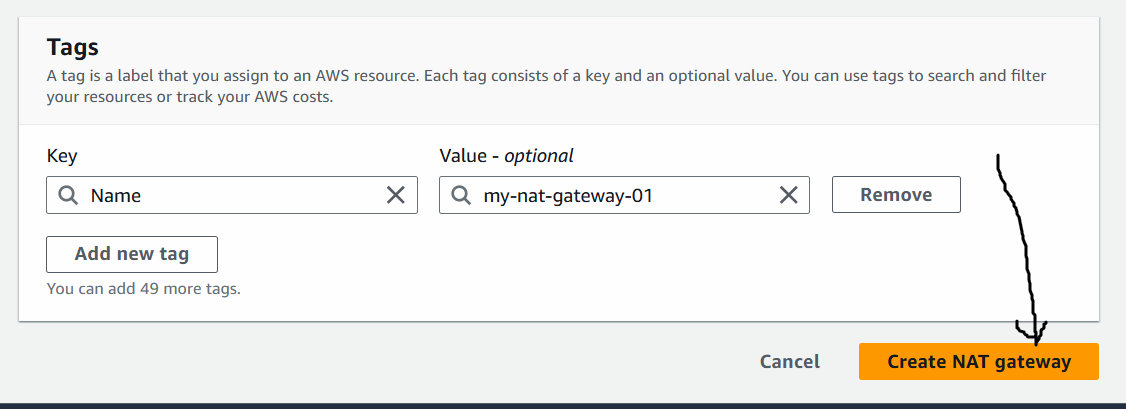 Tags
A tag is a label that you assign to an AWS resource. Each tag consists of a key and an optional value. You can use tags to search and filter
your resources or track your AWS costs.
Key
Value - optional
Name
my-nat-gateway-01
Remove
Add new tag
You can add 49 more tags.
Cancel
Create NAT gateway